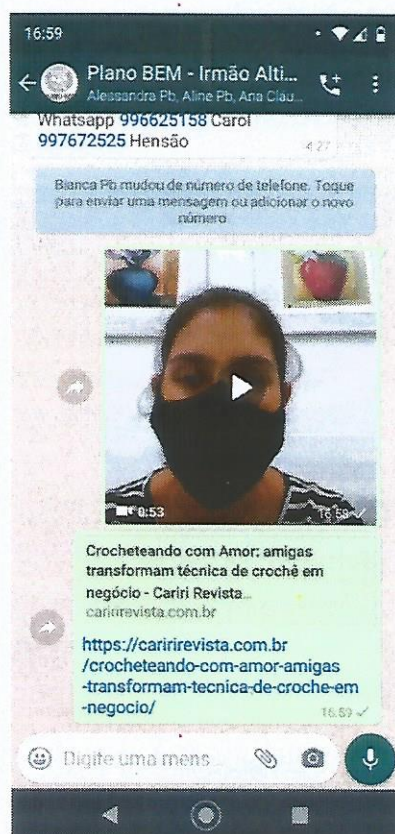 16:59
Plano BEM - Irmão Alti...
Alessandra Pb, Aline Pb, Ana Clau...
Whatsapp 996625158 Carol
997672525 Hensão
4:27
Bianca Pb mudou de número de telefone. Toque
para enviar uma mensagem ou adicionar o novo
número
0:53
16:58
Crocheteando com Amor: amigas
transformam técnica de crochê em
negócio - Cariri Revista...
caririrevista.com.br
https://caririrevista.com.br
/crocheteando-com-amor-amigas
-transformam-tecnica-de-croche-em
-negocio/
16:59
Digite uma mens...